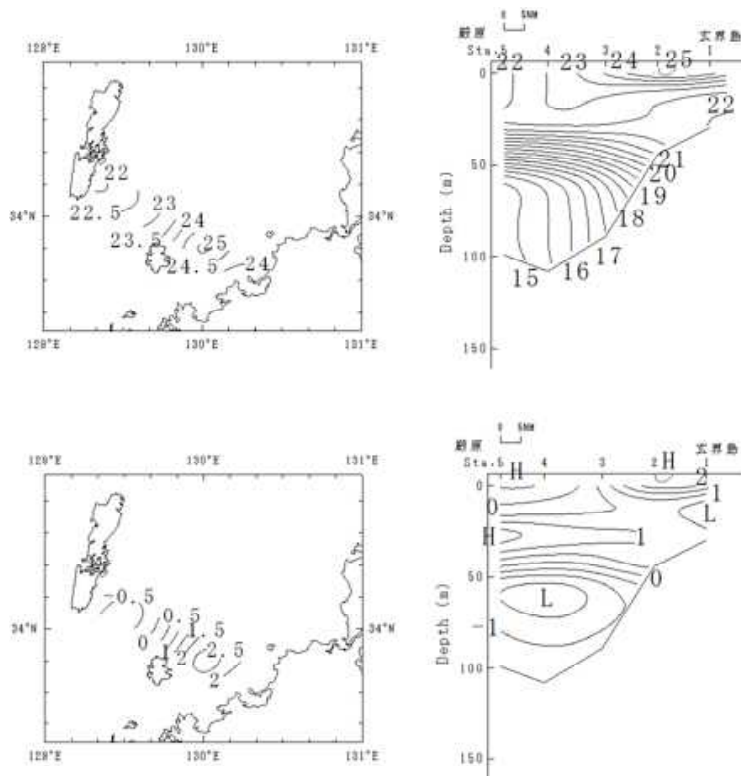 129°E 130°E 131°E
22
23
22.5
34°N
24
23.5
25
24.5
24
129°E 130°E 131°E
0 5NM
厳原 玄界島
Sta.5 4 3 2 1
22 23 24 25
22
21
20
19
18
17
16
15
0
50
100
150
Depth (m)
129°E 130°E 131°E
-0.5
0.5
0
1
1.5
34°N
2
2.5
2
129°E 130°E 131°E
0 5NM
厳原 玄界島
Sta.5 4 3 2 1
H H
2
0
1
L
H
1
0
L
1
0
50
100
150
Depth (m)